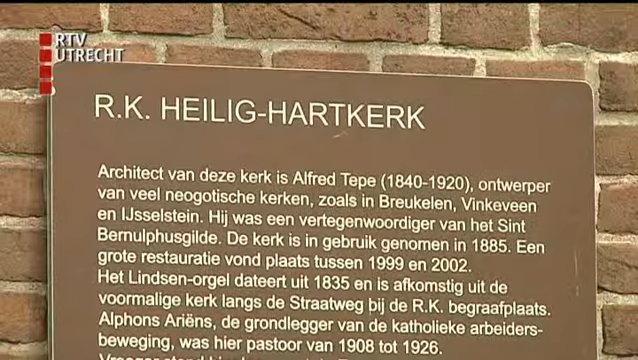 RTV
UTRECHT
R.K. HEILIG-HARTKERK
Architect van deze kerk is Alfred Tepe (1840-1920), ontwerper
van veel neogotische kerken, zoals in Breukelen, Vinkeveen
en IJsselstein. Hij was een vertegenwoordiger van het Sint
Bernulphusgilde. De kerk is in gebruik genomen in 1885. Een
grote restauratie vond plaats tussen 1999 en 2002.
Het Lindsen-orgel dateert uit 1835 en is afkomstig uit de
voormalige kerk langs de Straatweg bij de R.K. begraafplaats.
Alphons Ariëns, de grondlegger van de katholieke arbeiders-
beweging, was hier pastoor van 1908 tot 1926.